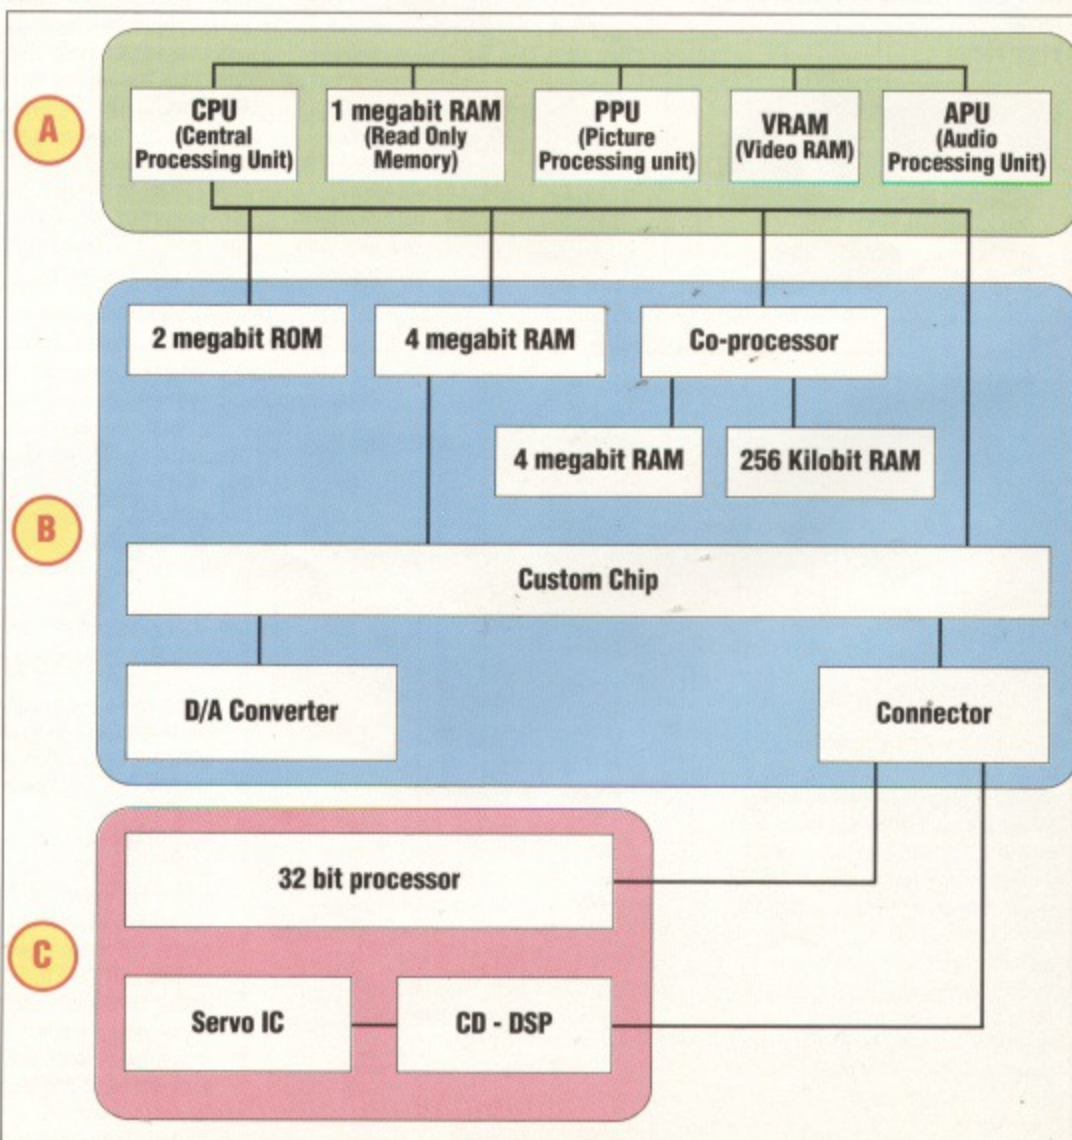 A
CPU
(Central
Processing Unit)
1 megabit RAM
(Read Only
Memory)
PPU
(Picture
Processing unit)
VRAM
(Video RAM)
APU
(Audio
Processing Unit)
B
2 megabit ROM
4 megabit RAM
Co-processor
4 megabit RAM
256 Kilobit RAM
Custom Chip
D/A Converter
Connector
C
32 bit processor
Servo IC
CD - DSP